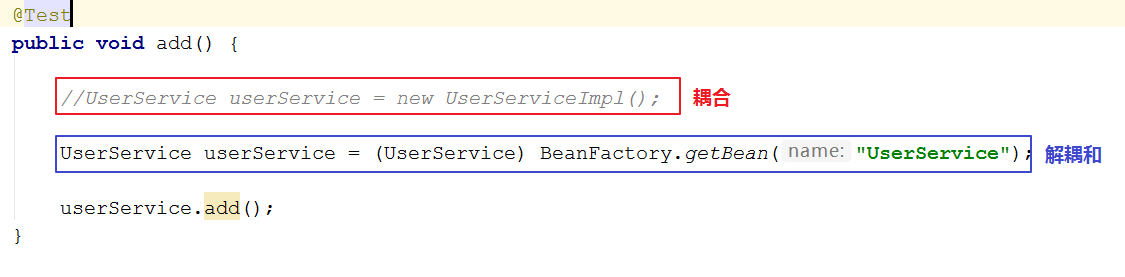 @Test
public void add() {
//UserService userService = new UserServiceImpl(); 耦合
UserService userService = (UserService) BeanFactory.getBean( name: "UserService"); 解耦和
userService.add();
}